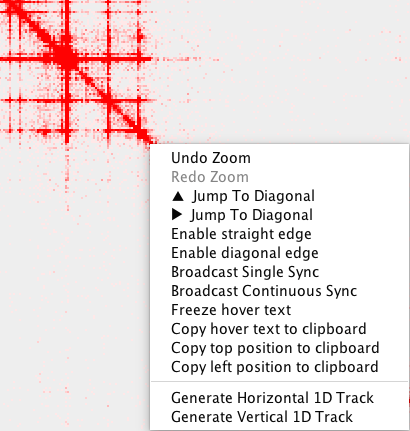 Undo Zoom
Redo Zoom
▲ Jump To Diagonal
▶ Jump To Diagonal
Enable straight edge
Enable diagonal edge
Broadcast Single Sync
Broadcast Continuous Sync
Freeze hover text
Copy hover text to clipboard
Copy top position to clipboard
Copy left position to clipboard
Generate Horizontal 1D Track
Generate Vertical 1D Track